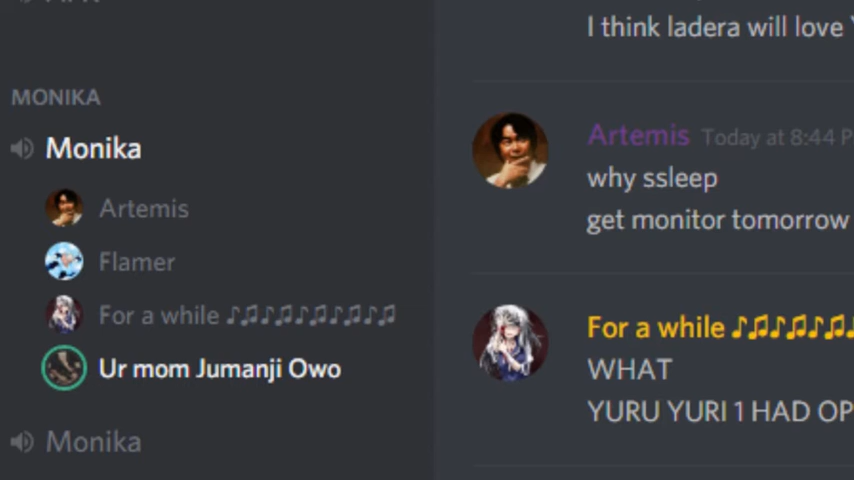 MONIKA
Monika
Artemis
Flamer
For a while ♪♫♪♫♪♫♪♫♪♫
Ur mom Jumanji Owo
Monika
I think ladera will love
Artemis Today at 8:44 P
why ssleep
get monitor tomorrow
For a while ♪♫♪♫♪♫
WHAT
YURU YURI 1 HAD OP